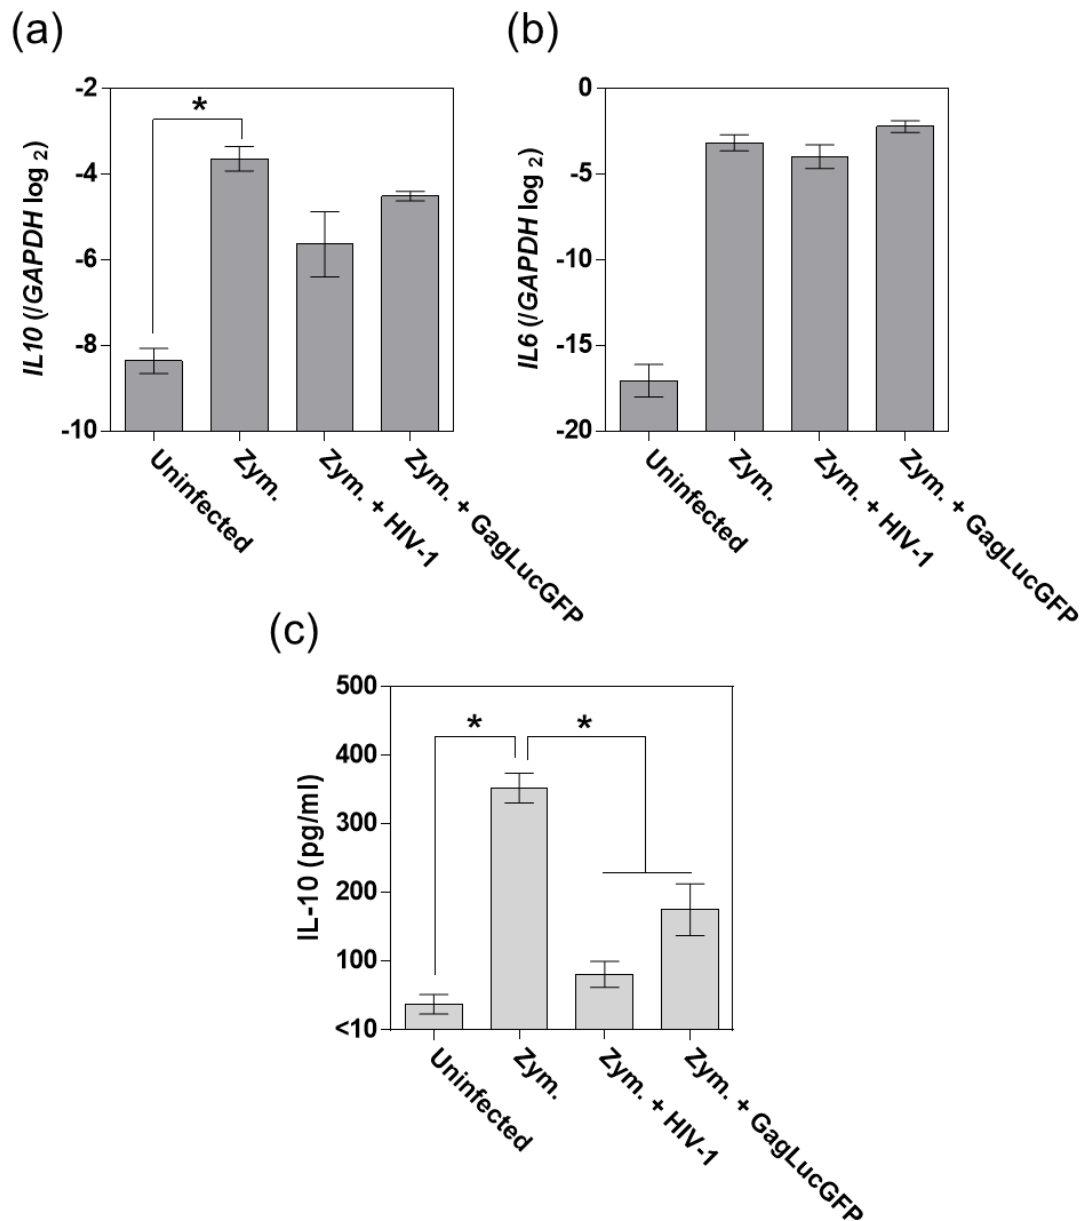 (a)
(b)
IL10 (/GAPDH log 2)
-2
-4
-6
-8
-10
*
Uninfected
Zym.
Zym. + HIV-1
Zym. + GagLucGFP
IL6 (/GAPDH log 2)
0
-5
-10
-15
-20
Uninfected
Zym.
Zym. + HIV-1
Zym. + GagLucGFP
(c)
IL-10 (pg/ml)
500
400
300
200
100
<10
*
*
Uninfected
Zym.
Zym. + HIV-1
Zym. + GagLucGFP